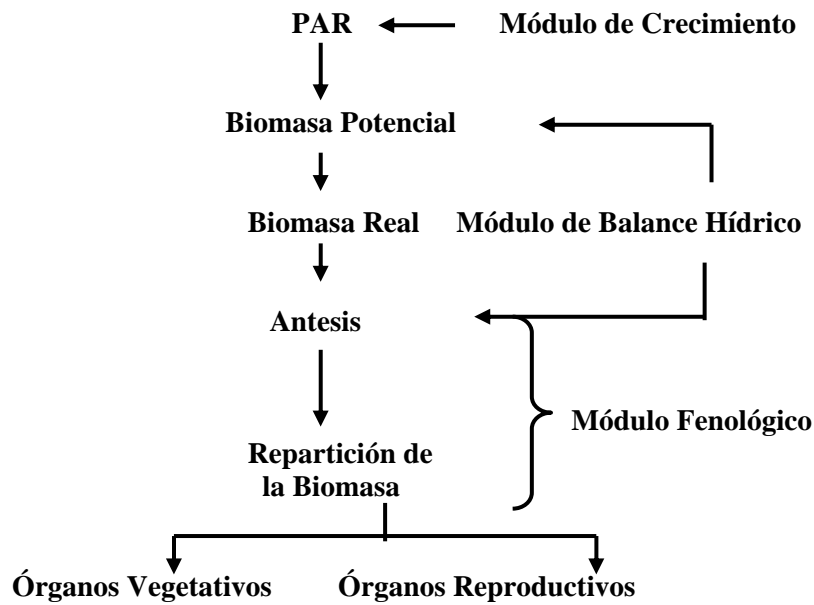 PAR
Módulo de Crecimiento
Biomasa Potencial
Biomasa Real
Módulo de Balance Hídrico
Antesis
Módulo Fenológico
Repartición de
la Biomasa
Órganos Vegetativos
Órganos Reproductivos